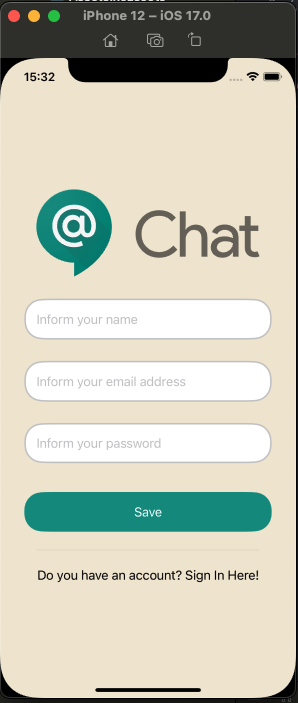 iPhone 12 – iOS 17.0
15:32
@ Chat
Inform your name
Inform your email address
Inform your password
Save
Do you have an account? Sign In Here!